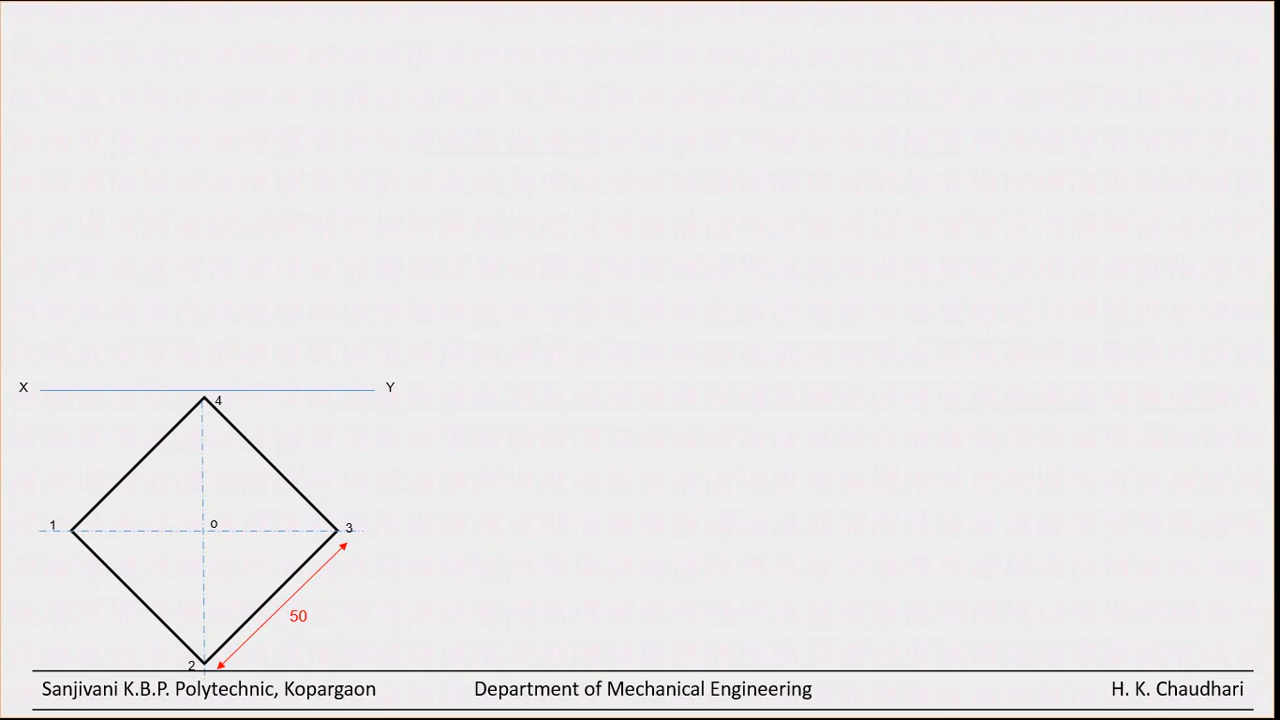 X Y
4
1 o 3
50
2
Sanjivani K.B.P. Polytechnic, Kopargaon Department of Mechanical Engineering H. K. Chaudhari